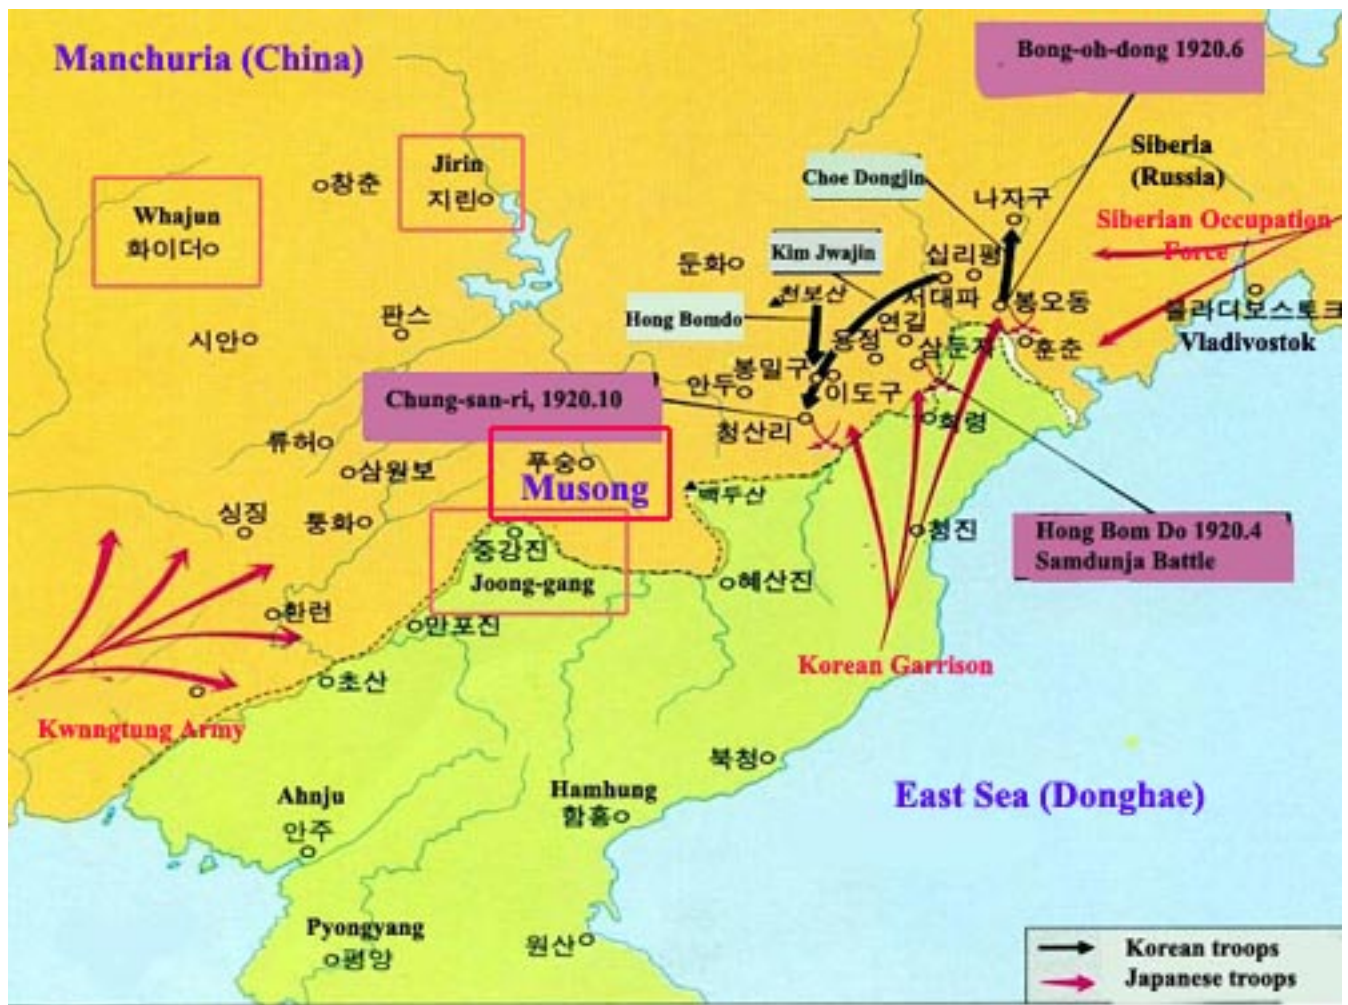 Manchuria (China)
Bong-oh-dong 1920.6
Jirin
지린
창춘
Whajun
화이더
Siberia
(Russia)
Choe Dongjin
나자구
Siberian Occupation
Force
Kim Jwajin
둔화
십리평
천보산
서대파
봉오동
블라디보스토크
Vladivostok
Hong Bomdo
연길
용정
삼둔자
훈춘
시안
판스
봉밀구
안두
이도구
Chung-san-ri, 1920.10
청산리
회령
류허
삼원보
푸숭
Musong
백두산
싱징
퉁화
중강진
Joong-gang
청진
Hong Bom Do 1920.4
Samdunja Battle
혜산진
환런
만포진
초산
Korean Garrison
Kwnngtung Army
북청
East Sea (Donghae)
Ahnju
안주
Hamhung
함흥
Pyongyang
평양
원산
Korean troops
Japanese troops